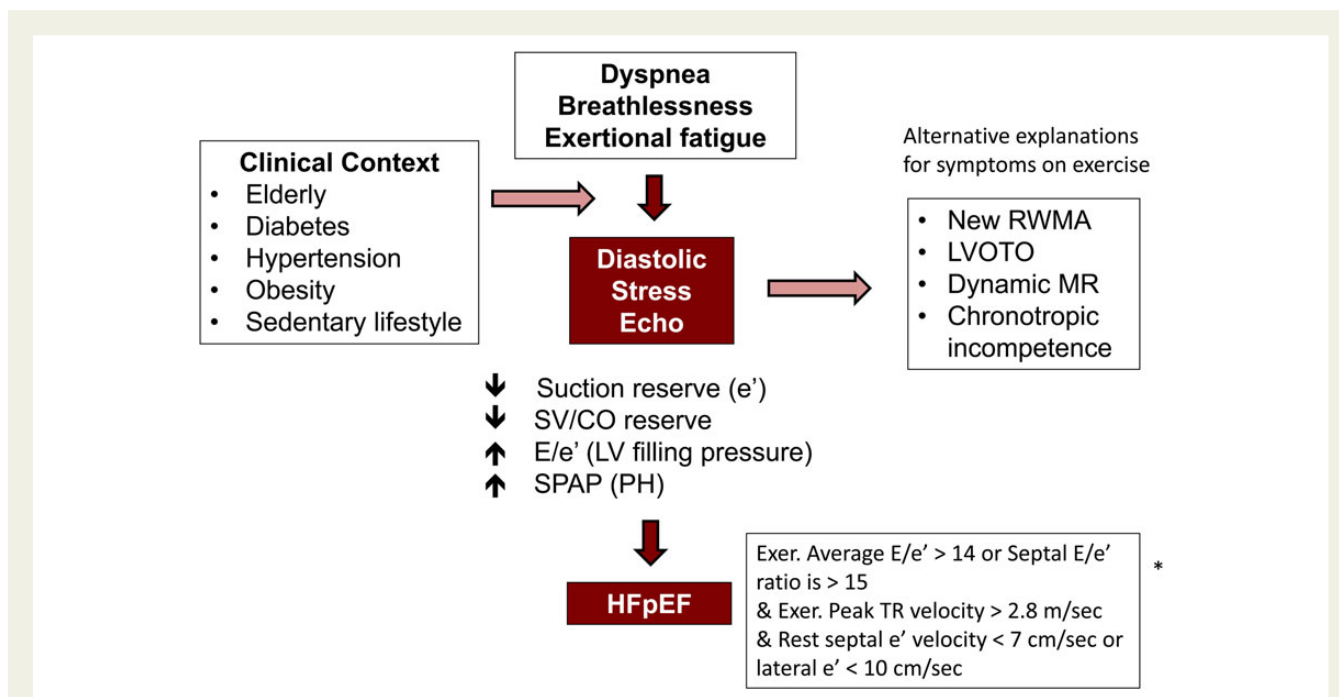 Dyspnea
Breathlessness
Exertional fatigue
Clinical Context
• Elderly
• Diabetes
• Hypertension
• Obesity
• Sedentary lifestyle
Diastolic
Stress
Echo
Alternative explanations
for symptoms on exercise
• New RWMA
• LVOTO
• Dynamic MR
• Chronotropic
incompetence
🡻 Suction reserve (e’)
🡻 SV/CO reserve
🡹 E/e’ (LV filling pressure)
🡹 SPAP (PH)
HFpEF
Exer. Average E/e’ > 14 or Septal E/e’
ratio is > 15
& Exer. Peak TR velocity > 2.8 m/sec
& Rest septal e’ velocity < 7 cm/sec or
lateral e’ < 10 cm/sec
*